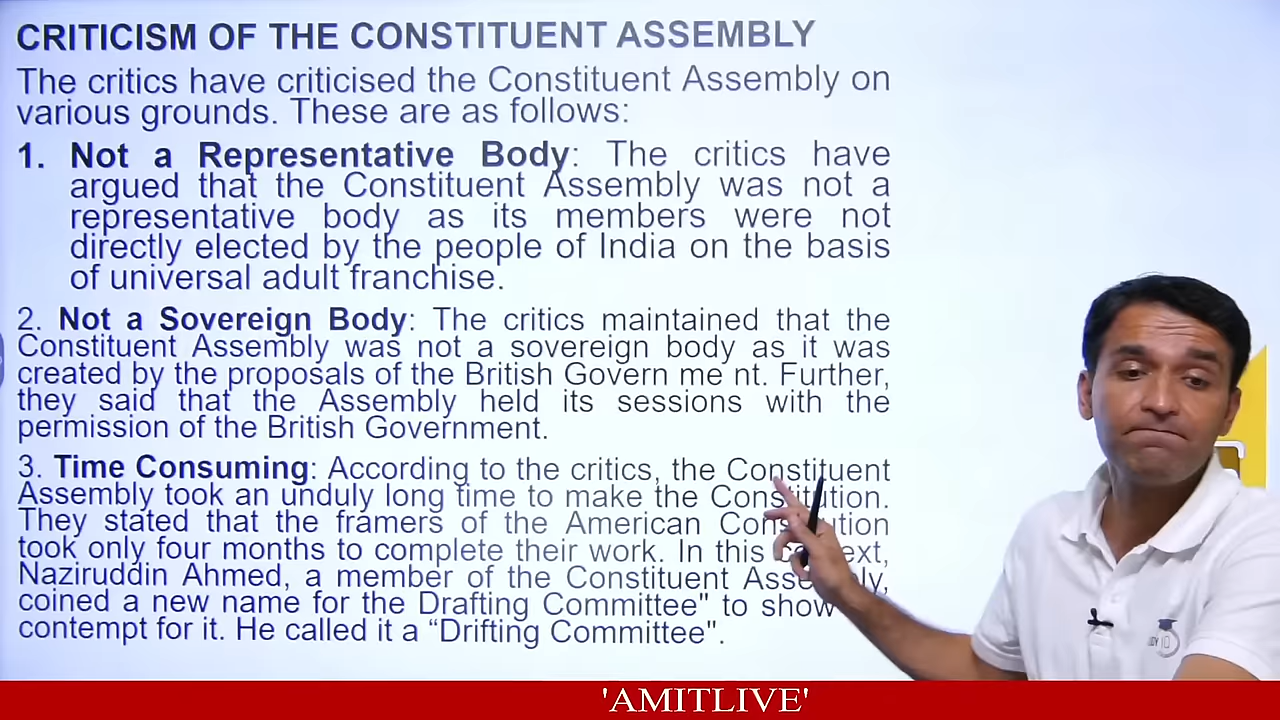 CRITICISM OF THE CONSTITUENT ASSEMBLY
The critics have criticised the Constituent Assembly on
various grounds. These are as follows:
1. Not a Representative Body: The critics have
argued that the Constituent Assembly was not a
representative body as its members were not
directly elected by the people of India on the basis
of universal adult franchise.
2. Not a Sovereign Body: The critics maintained that the
Constituent Assembly was not a sovereign body as it was
created by the proposals of the British Govern me nt. Further,
they said that the Assembly held its sessions with the
permission of the British Government.
3. Time Consuming: According to the critics, the Constituent
Assembly took an unduly long time to make the Constitution.
They stated that the framers of the American Constitution
took only four months to complete their work. In this context,
Naziruddin Ahmed, a member of the Constituent Assembly,
coined a new name for the Drafting Committee" to show
contempt for it. He called it a “Drifting Committee".
'AMITLIVE'